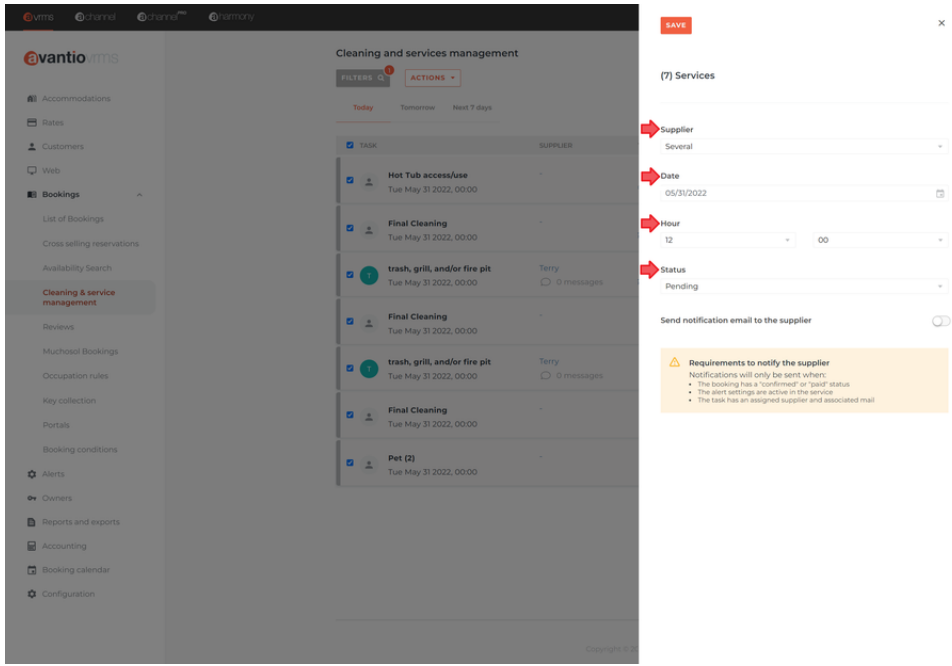 avrms achannel achannel PRO aharmony
avantiovrms
Accommodations
Rates
Customers
Web
Bookings
List of Bookings
Cross selling reservations
Availability Search
Cleaning & service
management
Reviews
Muchosol Bookings
Occupation rules
Key collection
Portals
Booking conditions
Alerts
Owners
Reports and exports
Accounting
Booking calendar
Configuration
Cleaning and services management
FILTERS 1 ACTIONS
Today Tomorrow Next 7 days
TASK SUPPLIER
Hot Tub access/use -
Tue May 31 2022, 00:00
Final Cleaning -
Tue May 31 2022, 00:00
T trash, grill, and/or fire pit Terry
Tue May 31 2022, 00:00 0 messages
Final Cleaning -
Tue May 31 2022, 00:00
T trash, grill, and/or fire pit Terry
Tue May 31 2022, 00:00 0 messages
Final Cleaning -
Tue May 31 2022, 00:00
Pet (2) -
Tue May 31 2022, 00:00
Copyright © 20
SAVE ×
(7) Services
Supplier
Several
Date
05/31/2022
Hour
12 00
Status
Pending
Send notification email to the supplier
Requirements to notify the supplier
Notifications will only be sent when:
• The booking has a "confirmed" or "paid" status
• The alert settings are active in the service
• The task has an assigned supplier and associated mail